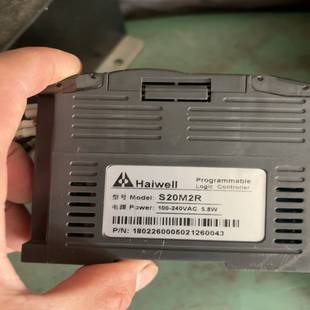 Haiwell
Programmable
Logic Controller
型号 Model: S20M2R
电源 Power: 100-240VAC 5.8W
P/N: 1802260005021260043